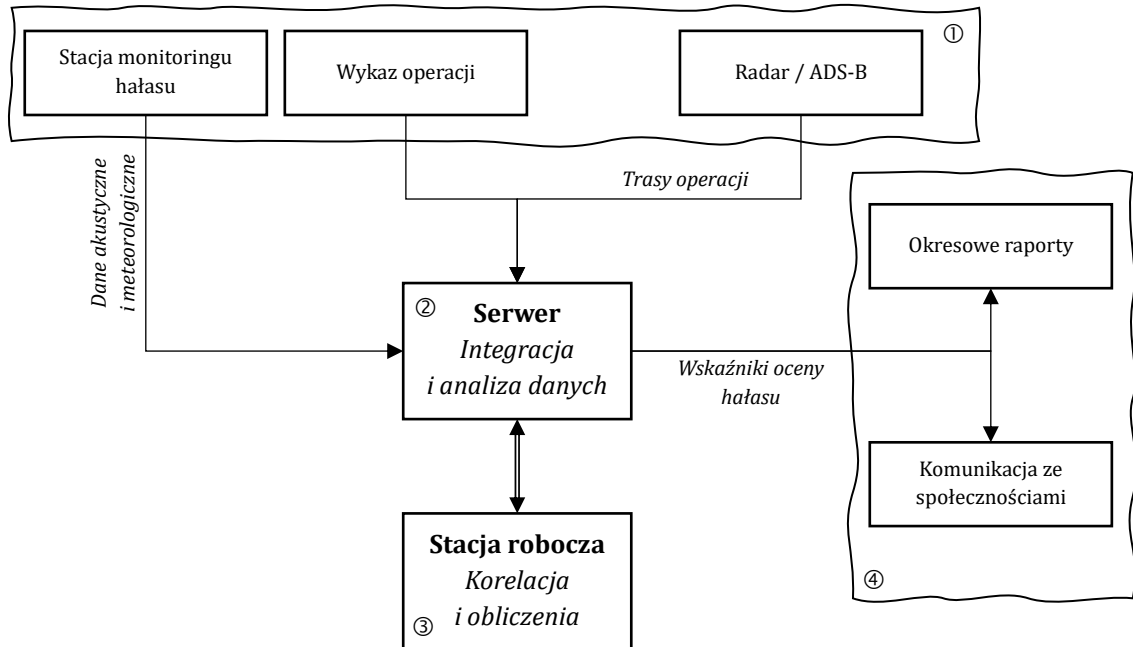 ①
Stacja monitoringu
hałasu
Wykaz operacji
Radar / ADS-B
Dane akustyczne
i meteorologiczne
Trasy operacji
②
Serwer
Integracja
i analiza danych
Wskaźniki oceny
hałasu
Okresowe raporty
Komunikacja ze
społecznościami
④
Stacja robocza
Korelacja
i obliczenia
③